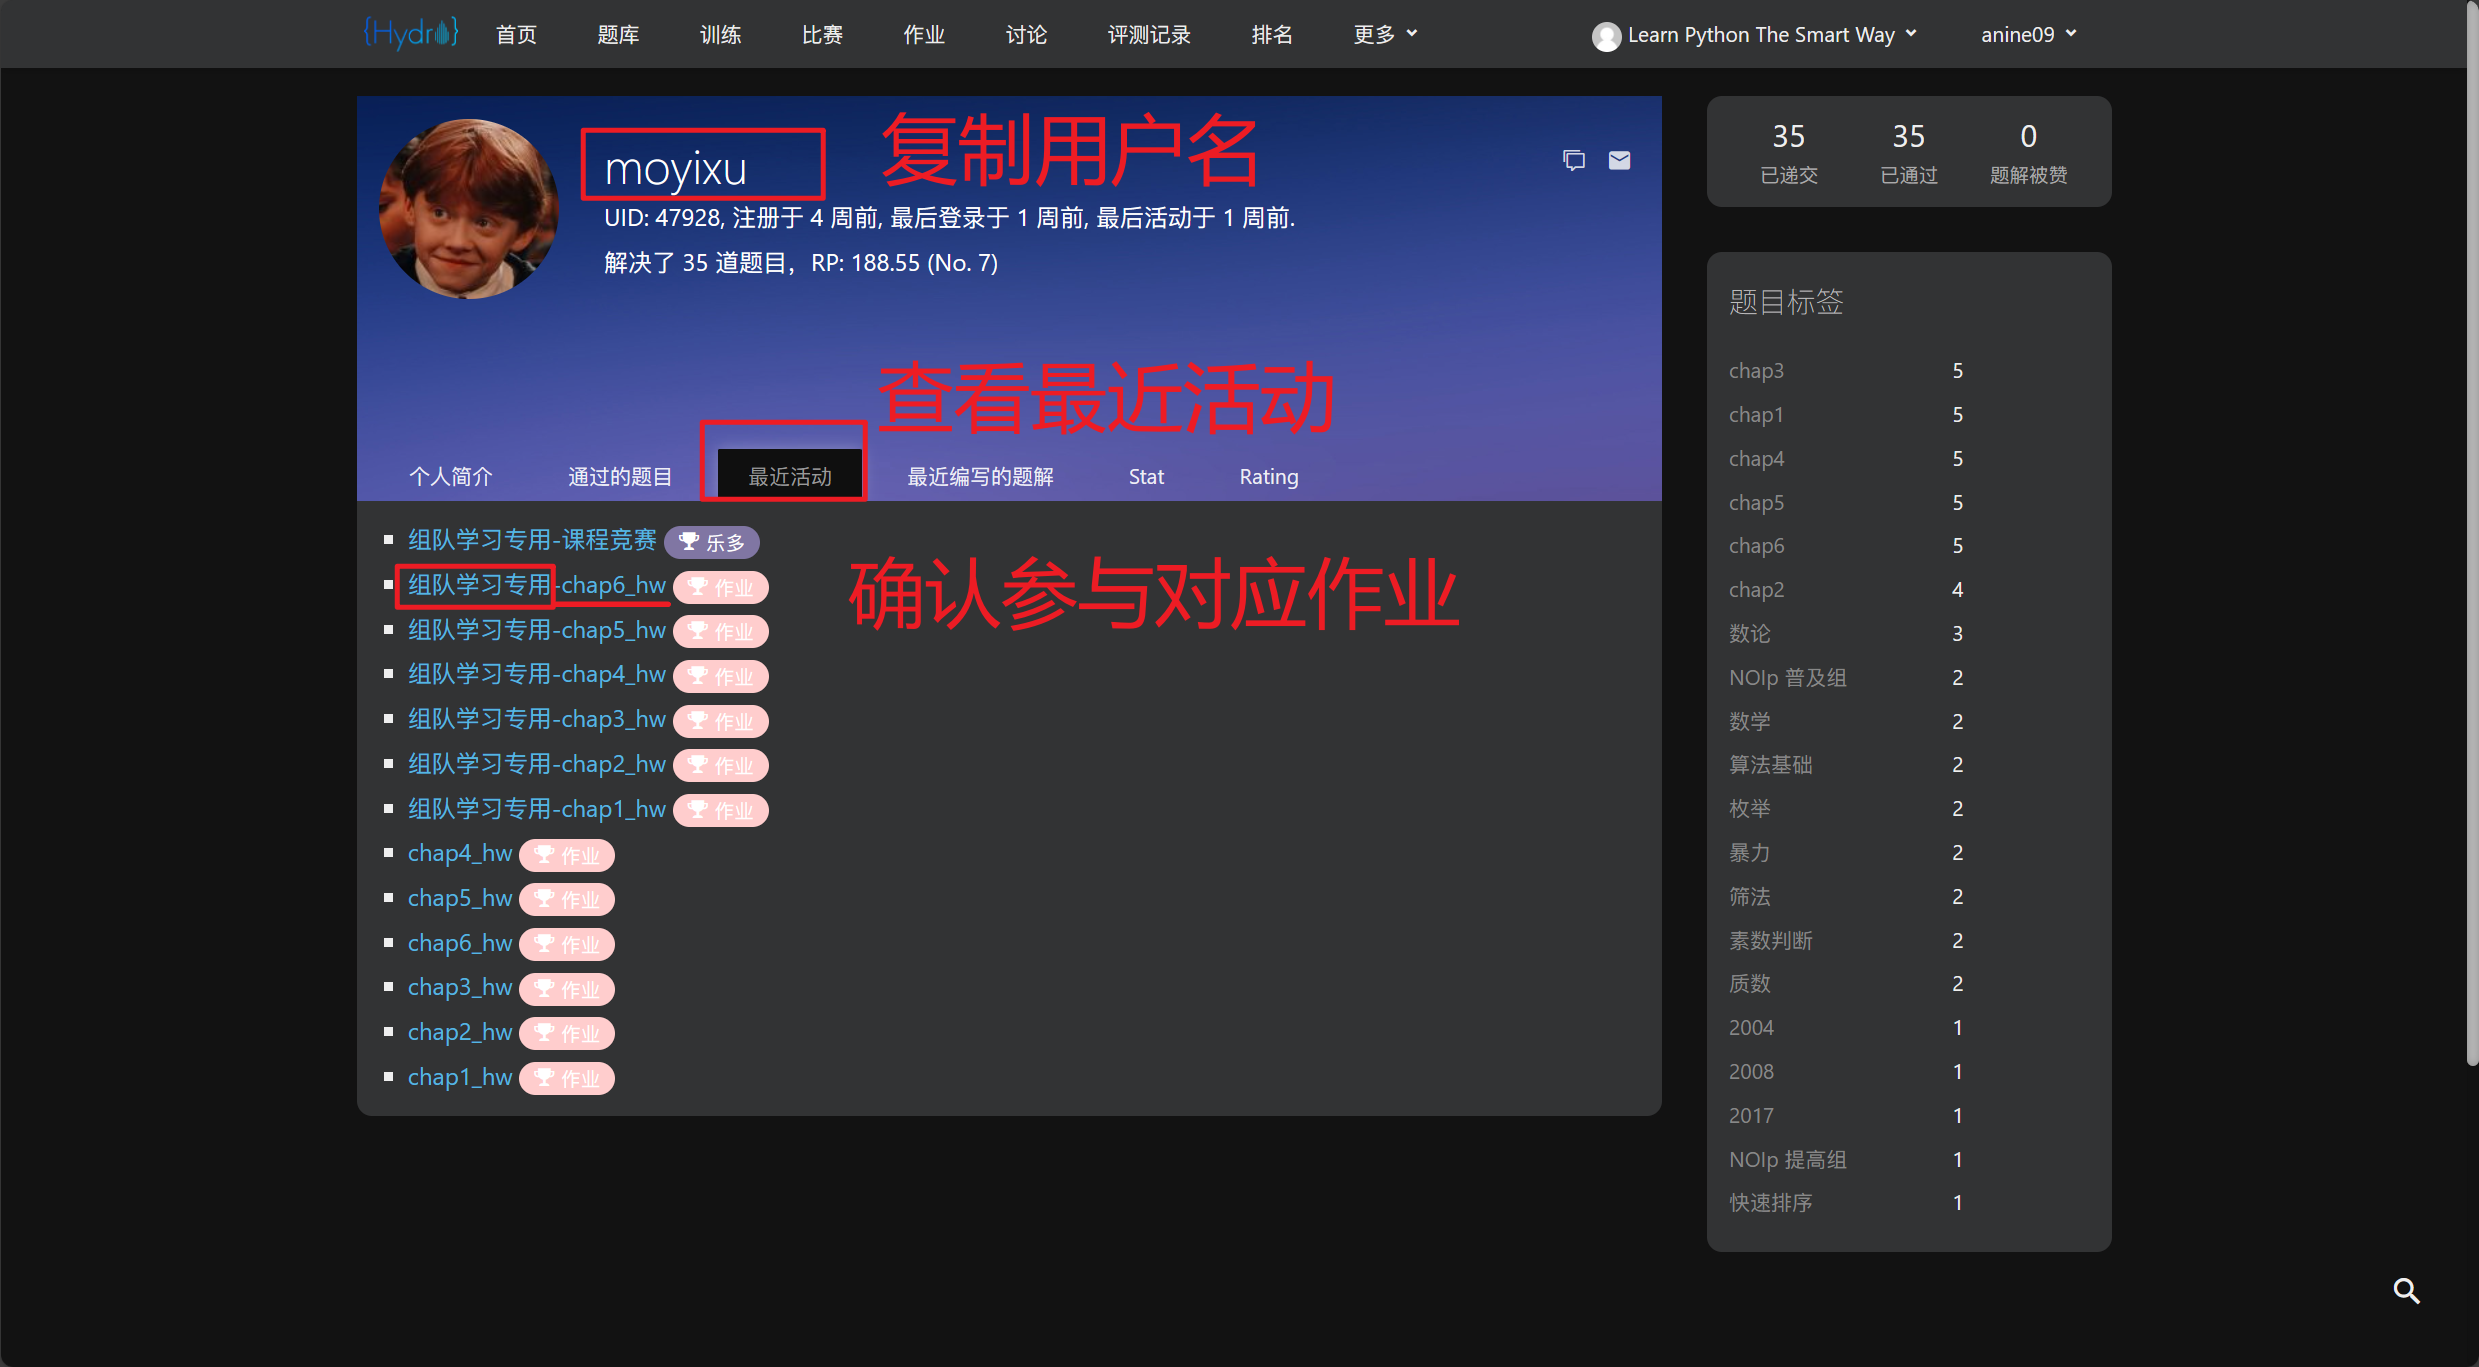 {Hydro} 首页 题库 训练 比赛 作业 讨论 评测记录 排名 更多 Learn Python The Smart Way anine09
moyixu
复制用户名
UID: 47928, 注册于 4 周前, 最后登录于 1 周前, 最后活动于 1 周前.
解决了 35 道题目，RP: 188.55 (No. 7)
查看最近活动
个人简介 通过的题目 最近活动 最近编写的题解 Stat Rating
组队学习专用-课程竞赛 乐多
组队学习专用-chap6_hw 作业
确认参与对应作业
组队学习专用-chap5_hw 作业
组队学习专用-chap4_hw 作业
组队学习专用-chap3_hw 作业
组队学习专用-chap2_hw 作业
组队学习专用-chap1_hw 作业
chap4_hw 作业
chap5_hw 作业
chap6_hw 作业
chap3_hw 作业
chap2_hw 作业
chap1_hw 作业
35 35 0
已递交 已通过 题解被赞
题目标签
chap3 5
chap1 5
chap4 5
chap5 5
chap6 5
chap2 4
数论 3
NOIp 普及组 2
数学 2
算法基础 2
枚举 2
暴力 2
筛法 2
素数判断 2
质数 2
2004 1
2008 1
2017 1
NOIp 提高组 1
快速排序 1